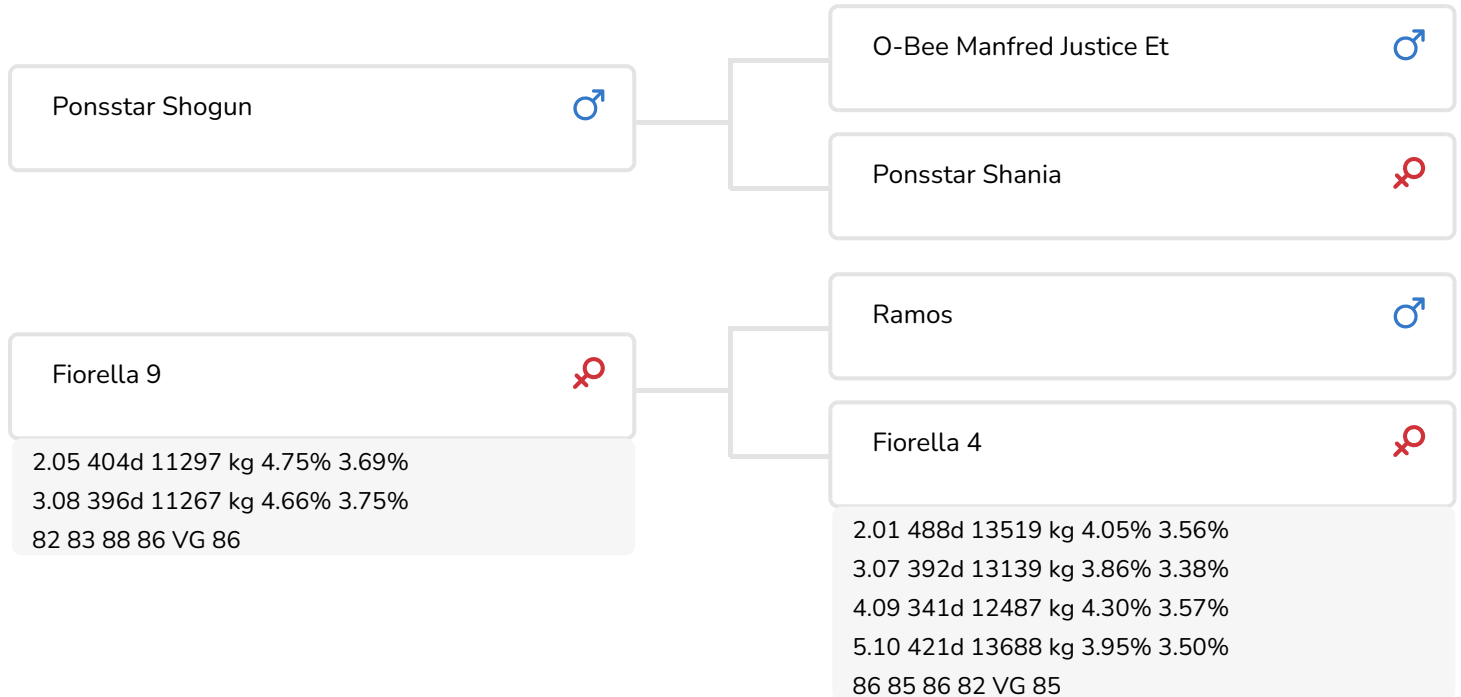 O-Bee Manfred Justice Et
Ponsstar Shogun
Ponsstar Shania
Ramos
Fiorella 9
Fiorella 4
2.05 404d 11297 kg 4.75% 3.69%
3.08 396d 11267 kg 4.66% 3.75%
82 83 88 86 VG 86
2.01 488d 13519 kg 4.05% 3.56%
3.07 392d 13139 kg 3.86% 3.38%
4.09 341d 12487 kg 4.30% 3.57%
5.10 421d 13688 kg 3.95% 3.50%
86 85 86 82 VG 85